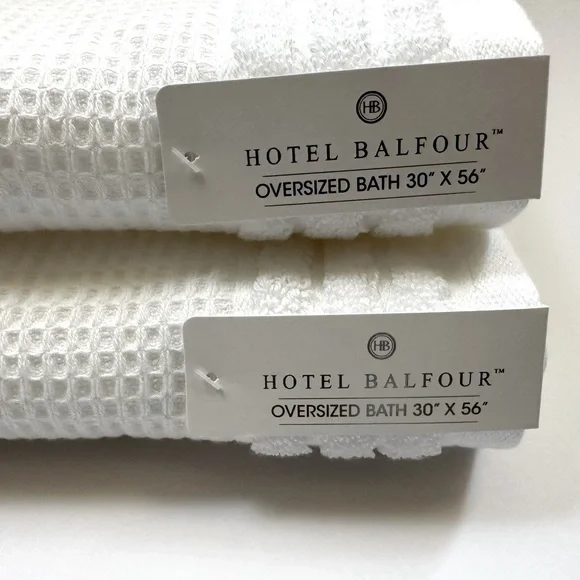 HB
HOTEL BALFOUR™
OVERSIZED BATH 30" X 56"
HB
HOTEL BALFOUR™
OVERSIZED BATH 30" X 56"